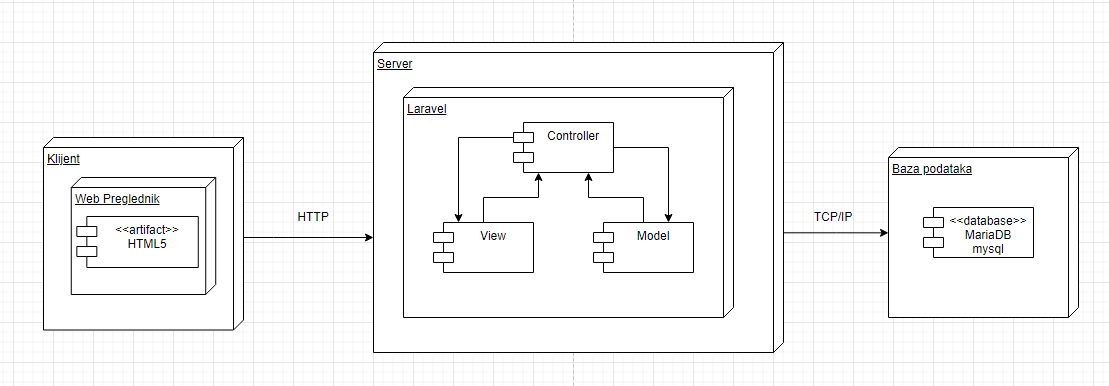 Klijent
Web Preglednik
<<artifact>>
HTML5
HTTP
Server
Laravel
Controller
View
Model
TCP/IP
Baza podataka
<<database>>
MariaDB
mysql